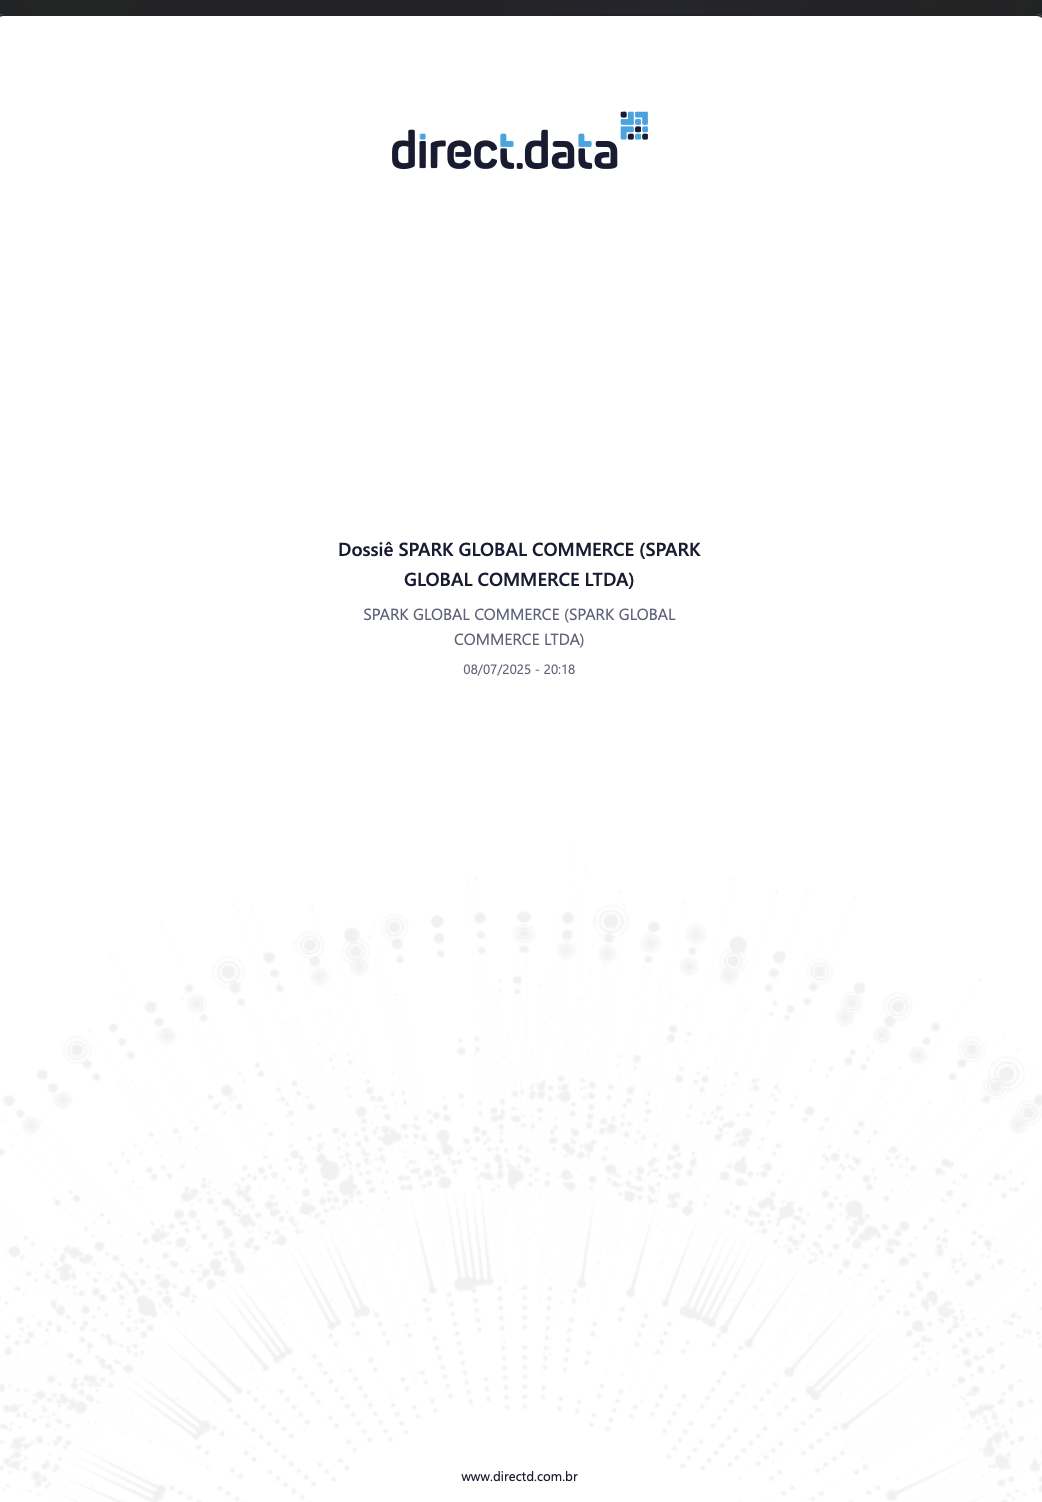 direct.data
Dossiê SPARK GLOBAL COMMERCE (SPARK
GLOBAL COMMERCE LTDA)
SPARK GLOBAL COMMERCE (SPARK GLOBAL
COMMERCE LTDA)
08/07/2025 - 20:18
www.directd.com.br